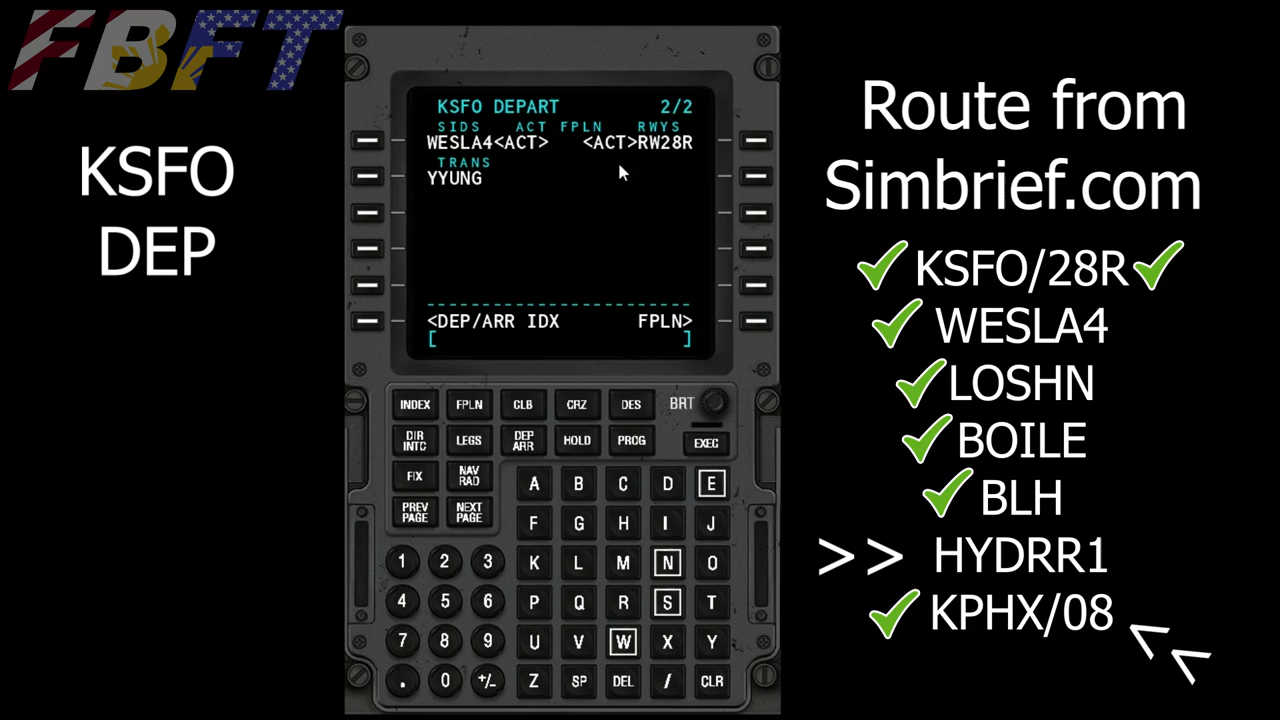 FBFT
KSFO
DEP
KSFO DEPART 2/2
SIDS ACT FPLN RWYS
WESLA4<ACT> <ACT>RW28R
TRANS
YYUNG
--------------------------------
<DEP/ARR IDX FPLN>
[ ]
INDEX FPLN CLB CRZ DES BRT
DIR INTC LEGS DEP ARR HOLD PROG EXEC
FIX NAV RAD
PREV PAGE NEXT PAGE
A B C D E
F G H I J
1 2 3 K L M N O
4 5 6 P Q R S T
7 8 9 U V W X Y
. 0 +/- Z SP DEL / CLR
Route from
Simbrief.com
KSFO/28R
WESLA4
LOSHN
BOILE
BLH
>> HYDRR1
KPHX/08 <<